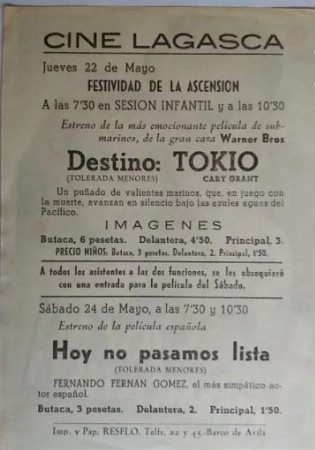 CINE LAGASCA
Jueves 22 de Mayo
FESTIVIDAD DE LA ASCENSION
A las 7'30 en SESION INFANTIL y a las 10'30
Estreno de la más emocionante película de sub-
marinos, de la gran casa Warner Bros
Destino: TOKIO
(TOLERADA MENORES) CARY GRANT
Un puñado de valientes marinos, que, en juego con
la muerte, avanzan en silencio bajo las azules aguas del
Pacífico.
IMAGENES
Butaca, 6 pesetas. Delantera, 4'50. Principal, 3.
PRECIO NIÑOS: Butaca, 3 pesetas. Delantera, 2. Principal, 1'50.
A todos los asistentes a las dos funciones, se les obsequiará
con una entrada para la película del Sábado.
Sábado 24 de Mayo, a las 7'30 y 10'30
Estreno de la película española
Hoy no pasamos lista
(TOLERADA MENORES)
FERNANDO FERNAN GOMEZ, el más simpático ac-
tor español.
Butaca, 3 pesetas. Delantera, 2. Principal, 1'50.
Imp. y Pap. RESFLO. Telfs. 22 y 45.-Barco de Avils